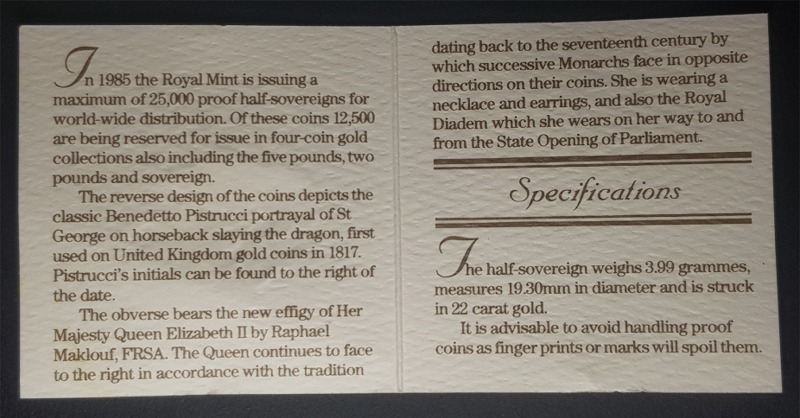 In 1985 the Royal Mint is issuing a
maximum of 25,000 proof half-sovereigns for
world-wide distribution. Of these coins 12,500
are being reserved for issue in four-coin gold
collections also including the five pounds, two
pounds and sovereign.
The reverse design of the coins depicts the
classic Benedetto Pistrucci portrayal of St
George on horseback slaying the dragon, first
used on United Kingdom gold coins in 1817.
Pistrucci's initials can be found to the right of
the date.
The obverse bears the new effigy of Her
Majesty Queen Elizabeth II by Raphael
Maklouf, FRSA. The Queen continues to face
to the right in accordance with the tradition
dating back to the seventeenth century by
which successive Monarchs face in opposite
directions on their coins. She is wearing a
necklace and earrings, and also the Royal
Diadem which she wears on her way to and
from the State Opening of Parliament.
Specifications
The half-sovereign weighs 3.99 grammes,
measures 19.30mm in diameter and is struck
in 22 carat gold.
It is advisable to avoid handling proof
coins as finger prints or marks will spoil them.